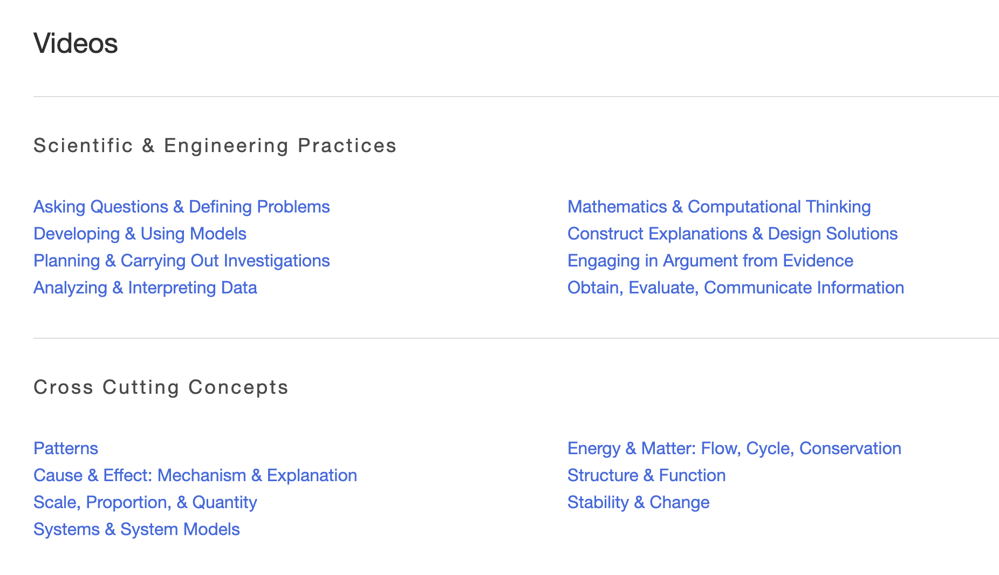 Videos
Scientific & Engineering Practices
Asking Questions & Defining Problems
Developing & Using Models
Planning & Carrying Out Investigations
Analyzing & Interpreting Data
Mathematics & Computational Thinking
Construct Explanations & Design Solutions
Engaging in Argument from Evidence
Obtain, Evaluate, Communicate Information
Cross Cutting Concepts
Patterns
Cause & Effect: Mechanism & Explanation
Scale, Proportion, & Quantity
Systems & System Models
Energy & Matter: Flow, Cycle, Conservation
Structure & Function
Stability & Change